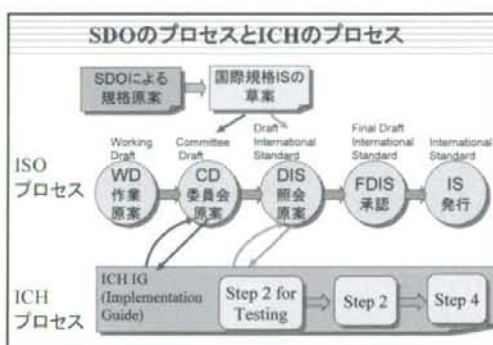 SDOのプロセスとICHのプロセス
SDOによる
規格原案
国際規格ISの
草案
ISO
プロセス
Working
Draft
WD
作業
原案
Committee
Draft
CD
委員会
原案
Draft
International
Standard
DIS
照会
原案
Final Draft
International
Standard
FDIS
承認
International
Standard
IS
発行
ICH
プロセス
ICH IG
(Implementation
Guide)
Step 2 for
Testing
Step 2
Step 4